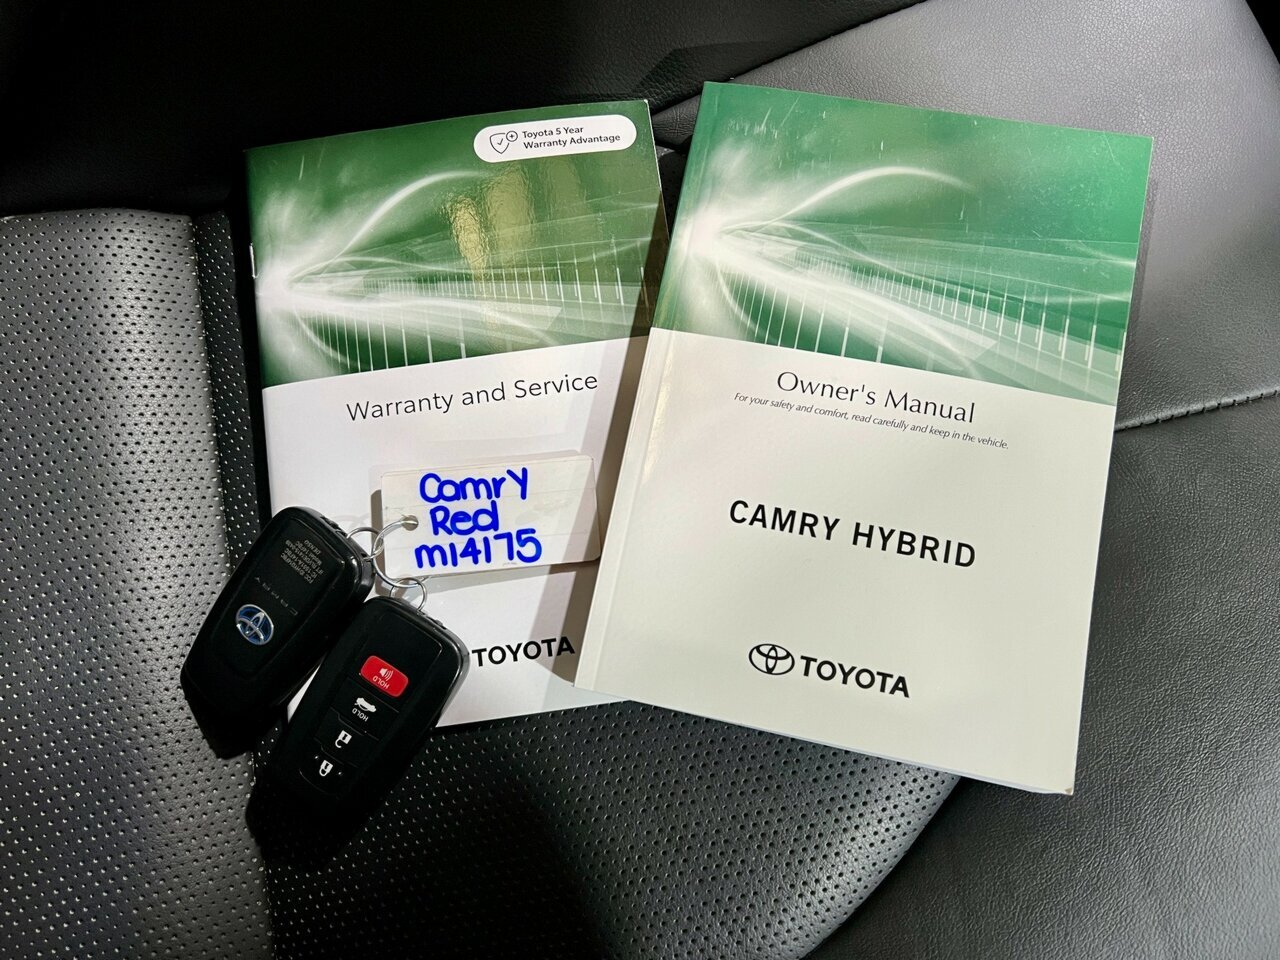 Toyota 5 Year
Warranty Advantage
Warranty and Service
TOYOTA
Owner's Manual
For your safety and comfort, read carefully and keep in the vehicle.
CAMRY HYBRID
TOYOTA
Camry
Red
m14175
HOLD
HOLD